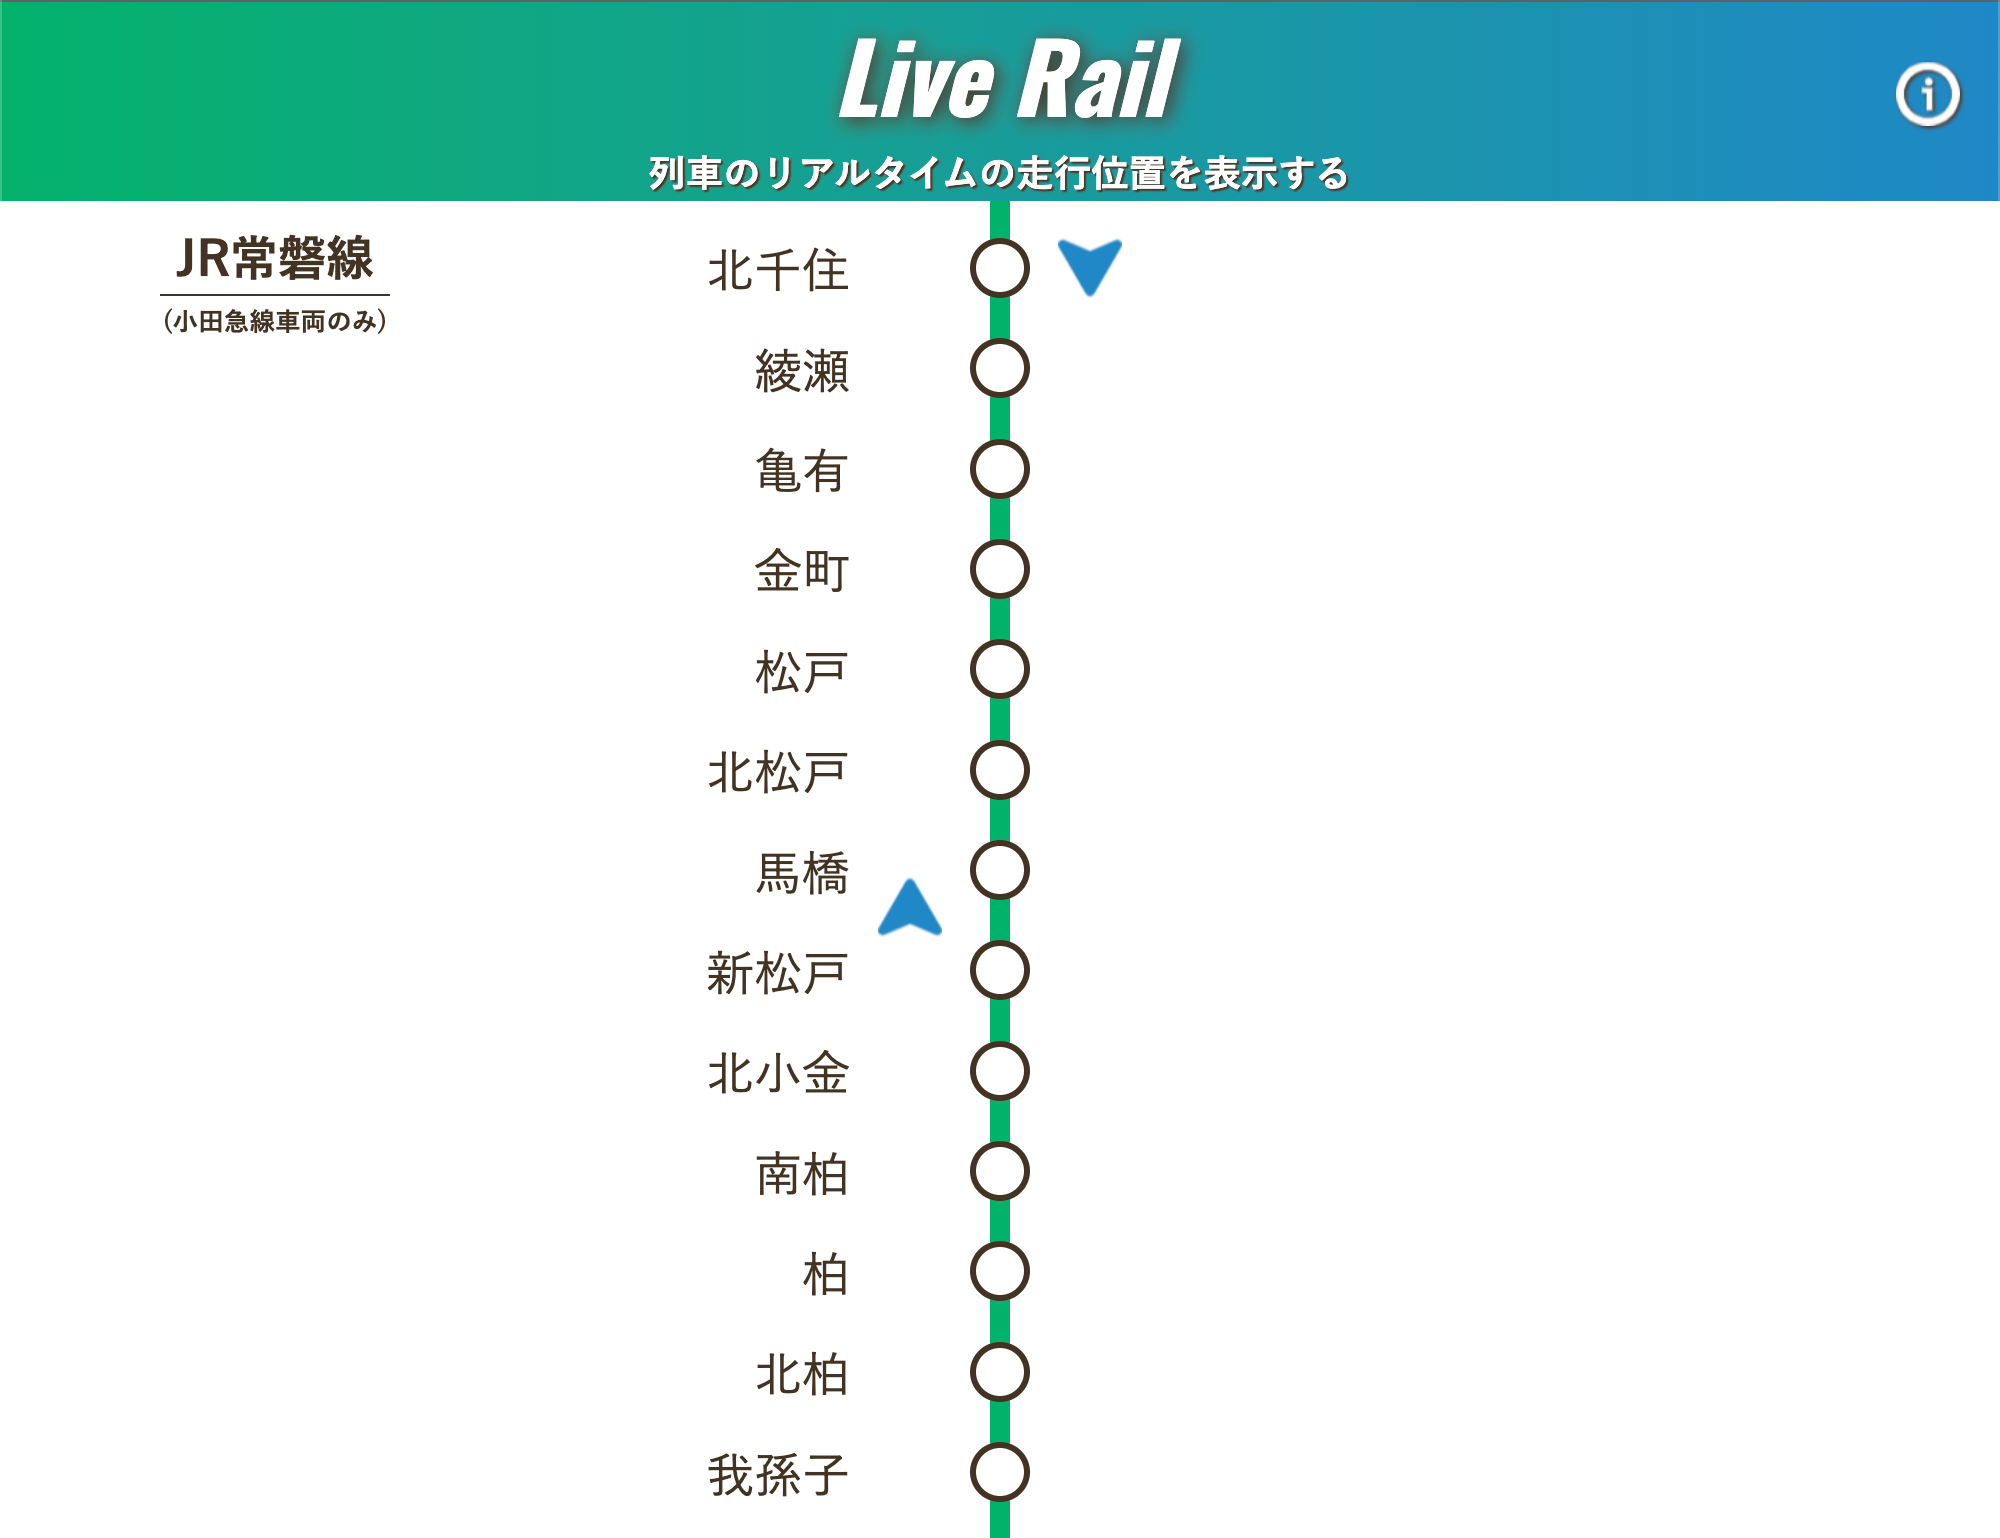 Live Rail
列車のリアルタイムの走行位置を表示する
JR常磐線
（小田急線車両のみ）
北千住
綾瀬
亀有
金町
松戸
北松戸
馬橋
新松戸
北小金
南柏
柏
北柏
我孫子